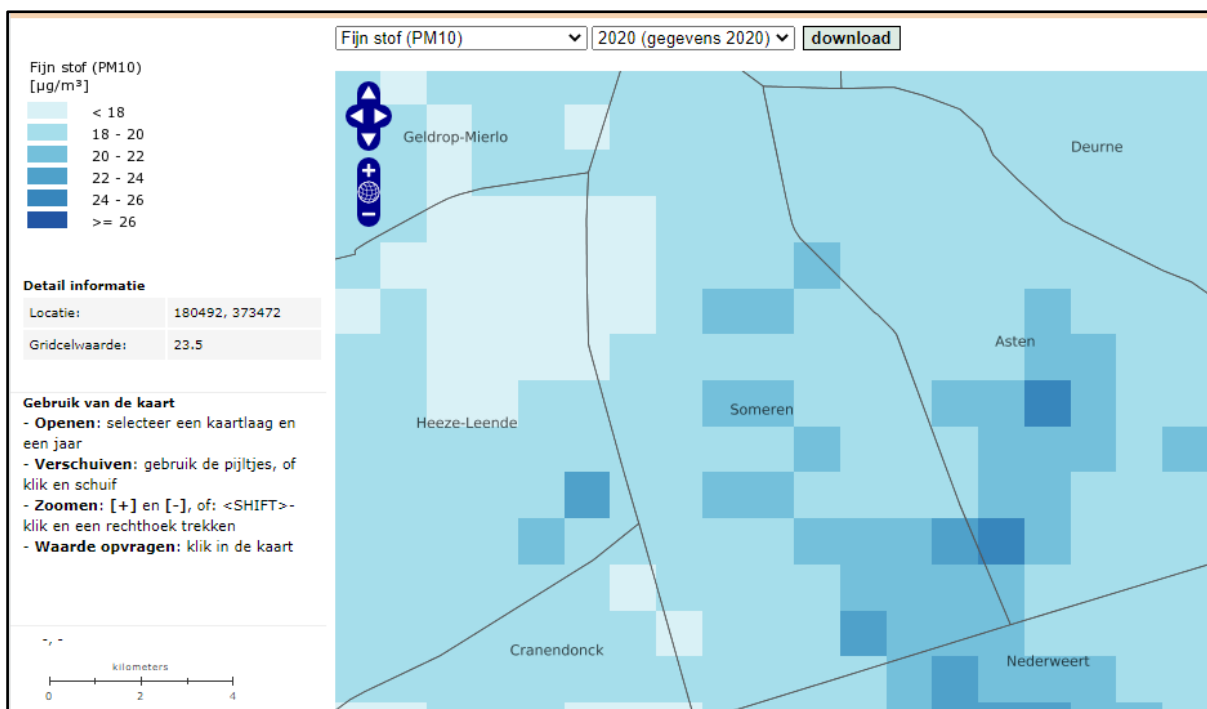 Fijn stof (PM10) 2020 (gegevens 2020) download
Fijn stof (PM10)
[µg/m³]
< 18
18 - 20
20 - 22
22 - 24
24 - 26
>= 26
Detail informatie
Locatie: 180492, 373472
Gridcelwaarde: 23.5
Gebruik van de kaart
- Openen: selecteer een kaartlaag en
een jaar
- Verschuiven: gebruik de pijltjes, of
klik en schuif
- Zoomen: [+] en [-], of: <SHIFT>-
klik en een rechthoek trekken
- Waarde opvragen: klik in de kaart
-, -
kilometers
0 2 4
Geldrop-Mierlo
Deurne
Asten
Someren
Heeze-Leende
Cranendonck
Nederweert